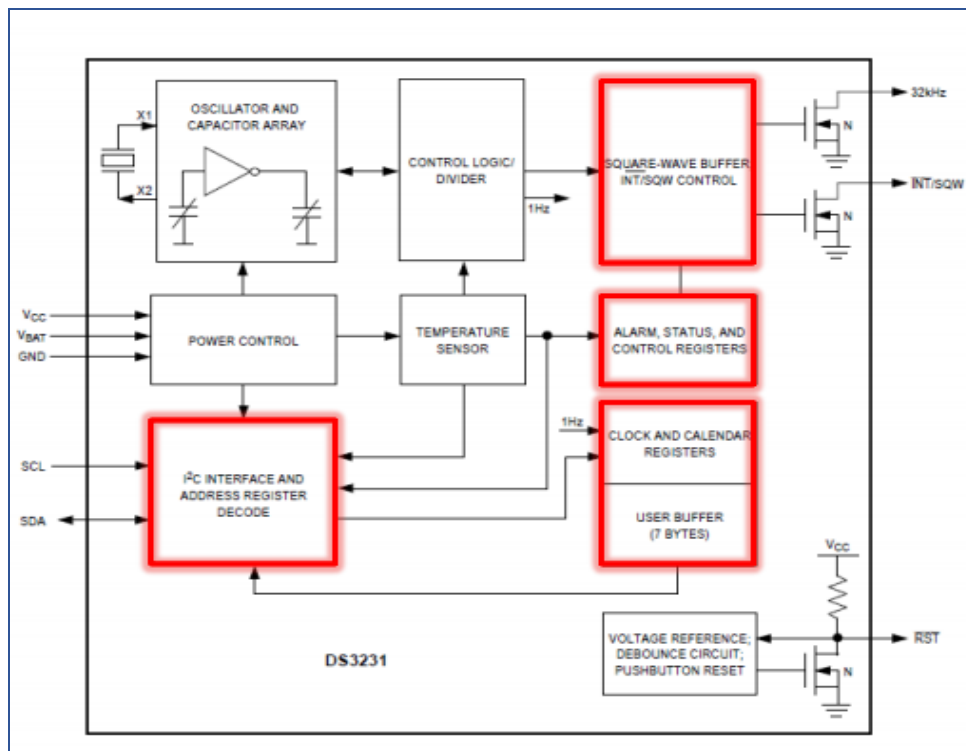 OSCILLATOR AND
CAPACITOR ARRAY
X1
X2
CONTROL LOGIC/
DIVIDER
1Hz
SQUARE-WAVE BUFFER
INT/SQW CONTROL
N
32kHz
N
INT/SQW
VCC
VBAT
GND
POWER CONTROL
TEMPERATURE
SENSOR
ALARM, STATUS, AND
CONTROL REGISTERS
1Hz
CLOCK AND CALENDAR
REGISTERS
USER BUFFER
(7 BYTES)
SCL
SDA
I²C INTERFACE AND
ADDRESS REGISTER
DECODE
VCC
VOLTAGE REFERENCE;
DEBOUNCE CIRCUIT;
PUSHBUTTON RESET
N
RST
DS3231